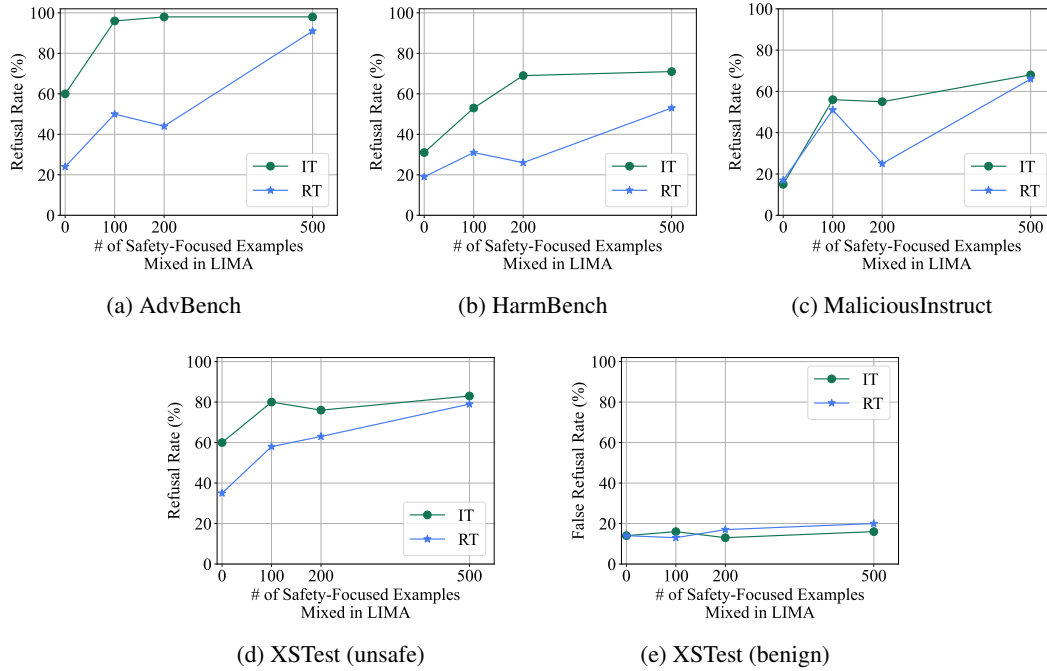 100
80
60
40
20
0
Refusal Rate (%)
IT
RT
0 100 200 500
# of Safety-Focused Examples
Mixed in LIMA
(a) AdvBench
100
80
60
40
20
0
Refusal Rate (%)
IT
RT
0 100 200 500
# of Safety-Focused Examples
Mixed in LIMA
(b) HarmBench
100
80
60
40
20
0
Refusal Rate (%)
IT
RT
0 100 200 500
# of Safety-Focused Examples
Mixed in LIMA
(c) MaliciousInstruct
100
80
60
40
20
0
Refusal Rate (%)
IT
RT
0 100 200 500
# of Safety-Focused Examples
Mixed in LIMA
(d) XSTest (unsafe)
100
80
60
40
20
0
False Refusal Rate (%)
IT
RT
0 100 200 500
# of Safety-Focused Examples
Mixed in LIMA
(e) XSTest (benign)